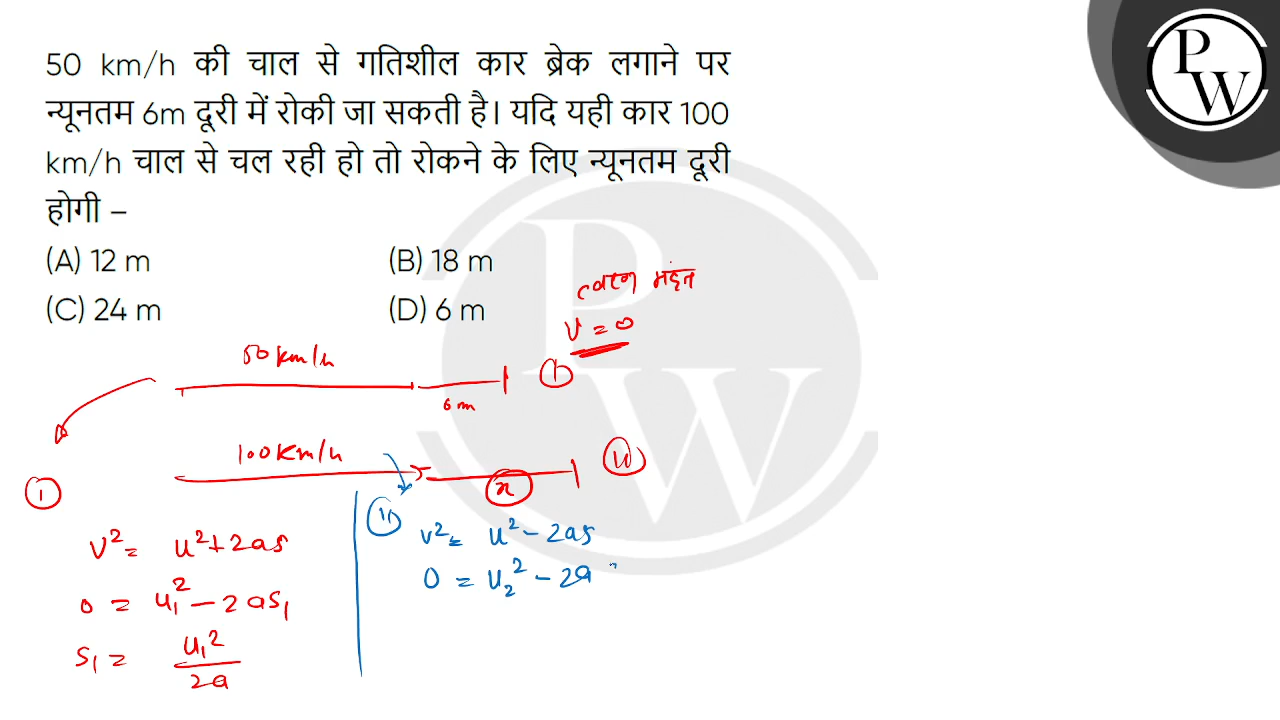 50 km/h की चाल से गतिशील कार ब्रेक लगाने पर
न्यूनतम 6m दूरी में रोकी जा सकती है। यदि यही कार 100
km/h चाल से चल रही हो तो रोकने के लिए न्यूनतम दूरी
होगी –
(A) 12 m (B) 18 m
(C) 24 m (D) 6 m
P
W
v = 0
50 km/h
6 m
100 km/h
x
v² = u² + 2as
0 = u₁² − 2as₁
s₁ = u₁²/2a
v² = u² − 2as
0 = u₂² − 2a